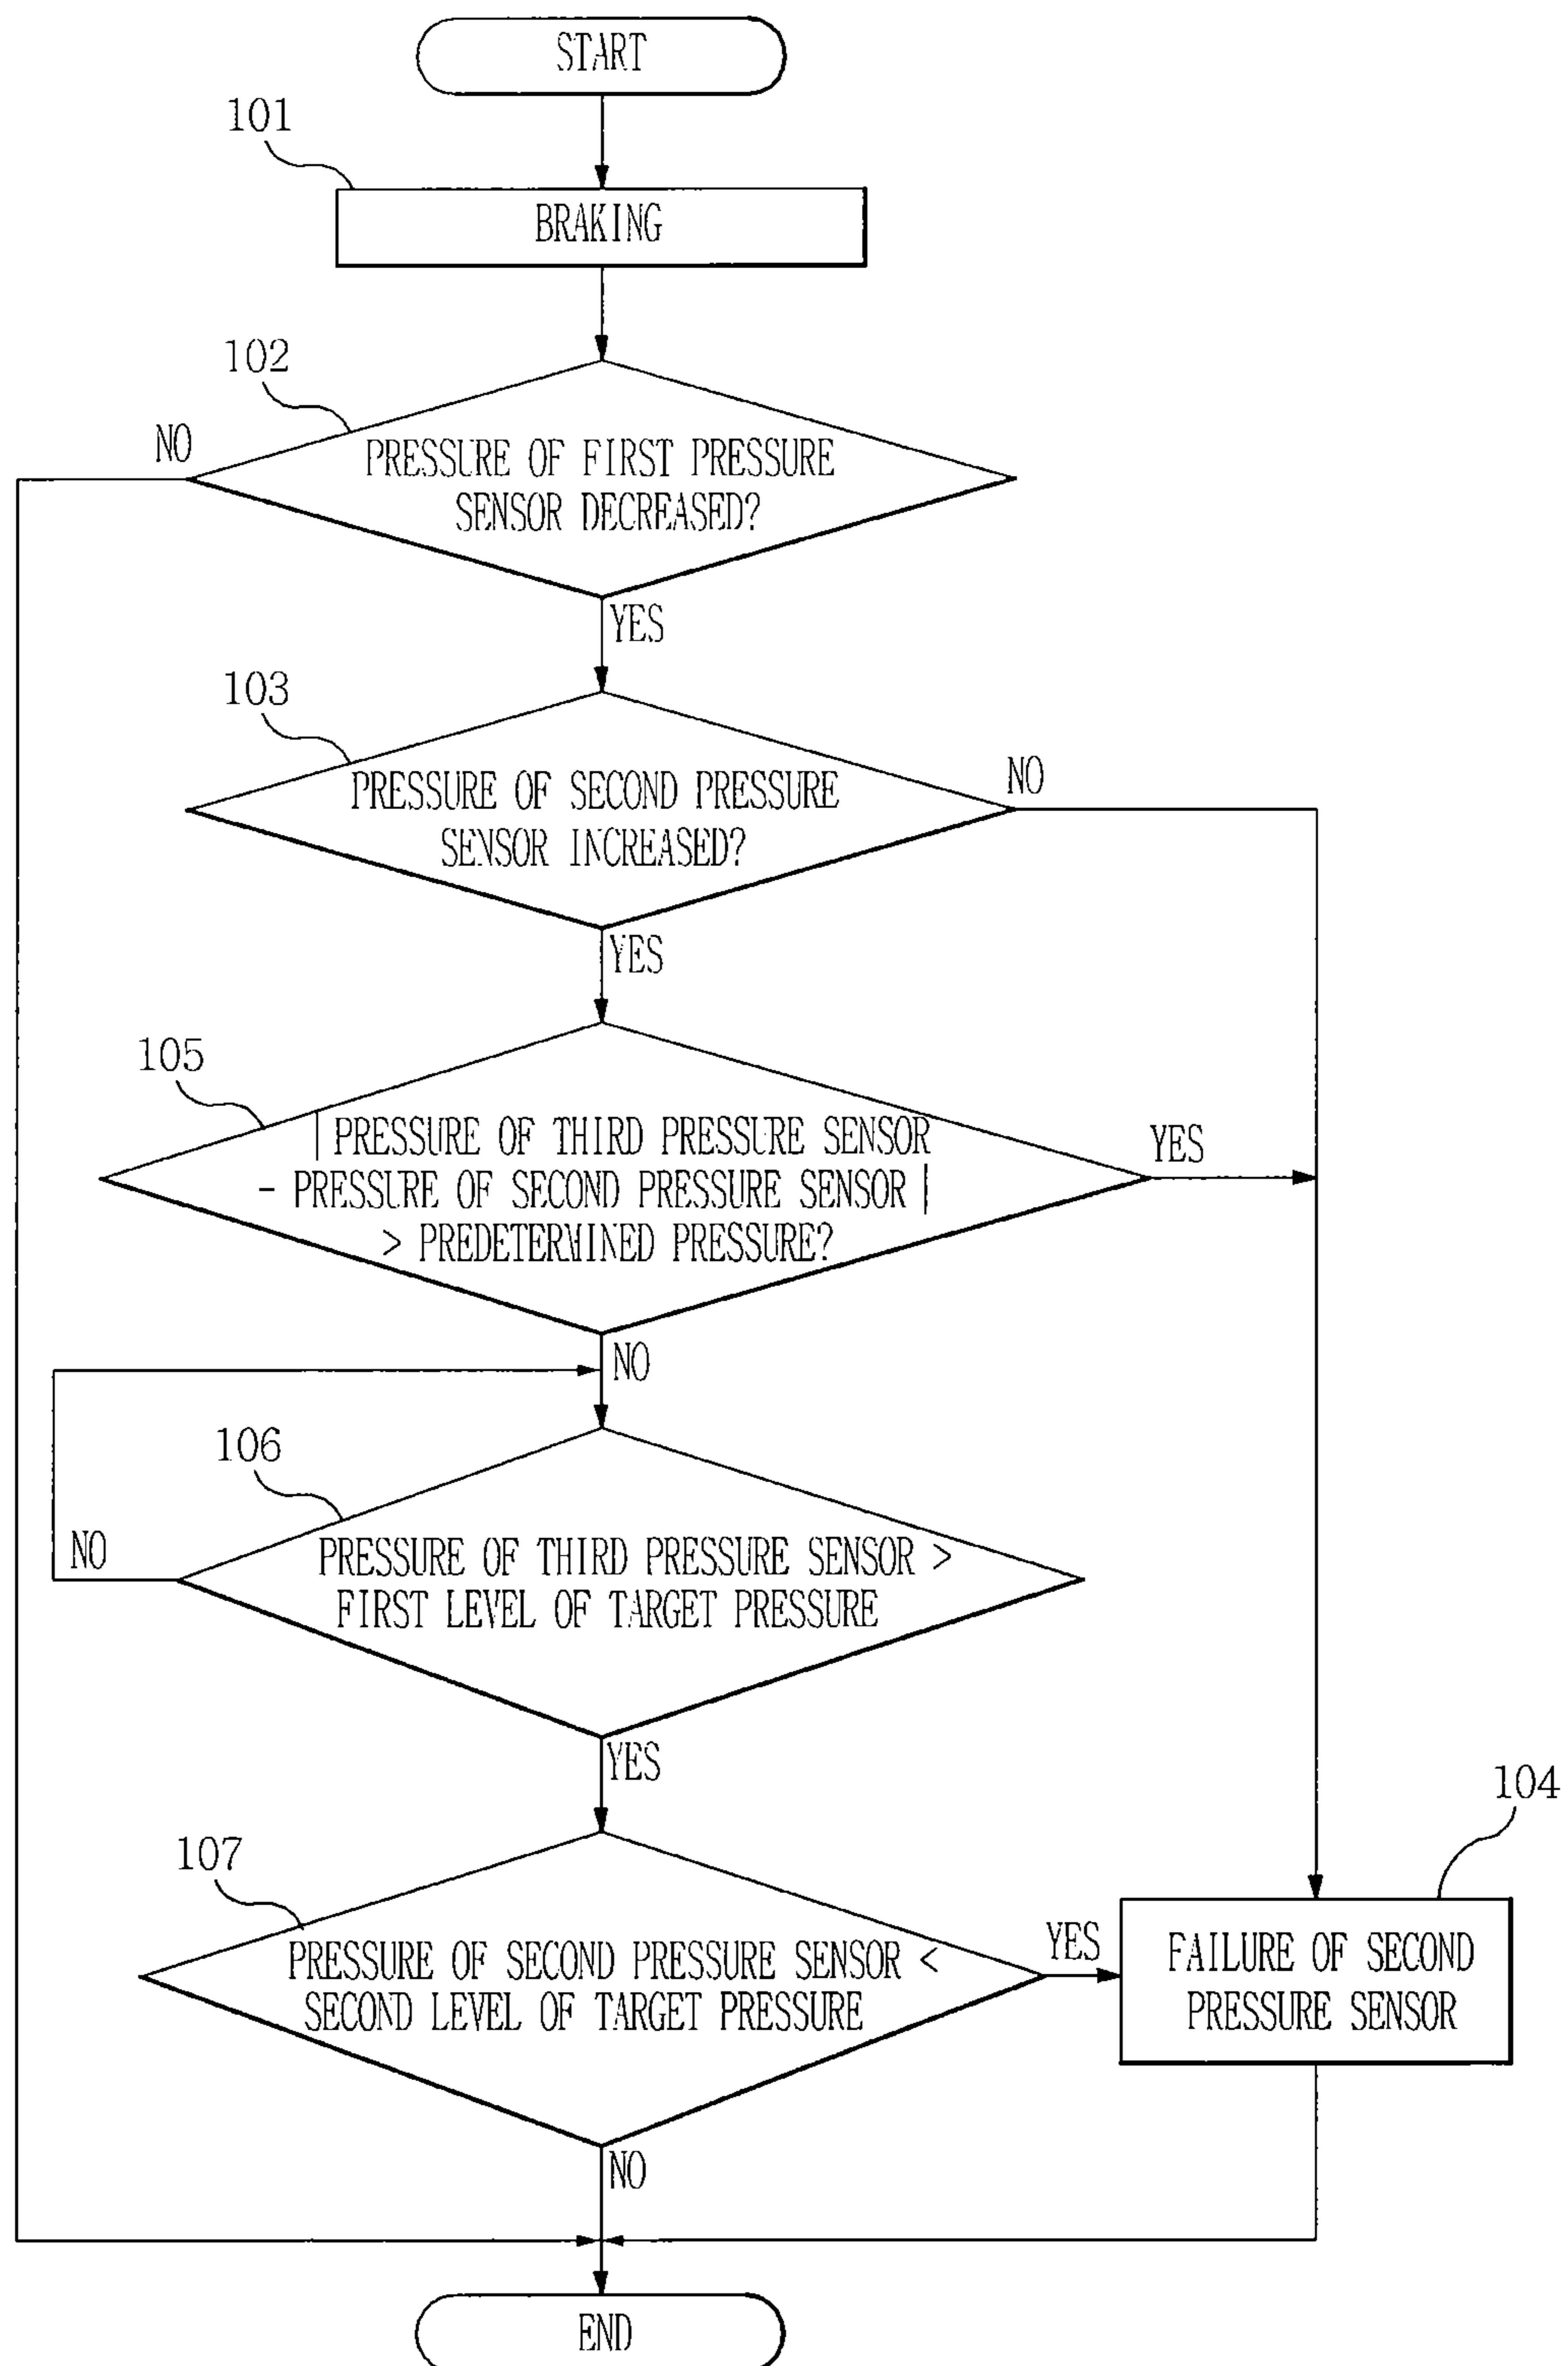 START
101
BRAKING
102
NO
PRESSURE OF FIRST PRESSURE
SENSOR DECREASED?
YES
103
NO
PRESSURE OF SECOND PRESSURE
SENSOR INCREASED?
YES
105
| PRESSURE OF THIRD PRESSURE SENSOR
- PRESSURE OF SECOND PRESSURE SENSOR |
> PREDETERMINED PRESSURE?
YES
NO
106
NO
PRESSURE OF THIRD PRESSURE SENSOR >
FIRST LEVEL OF TARGET PRESSURE
YES
104
107
PRESSURE OF SECOND PRESSURE SENSOR <
SECOND LEVEL OF TARGET PRESSURE
YES
FAILURE OF SECOND
PRESSURE SENSOR
NO
END